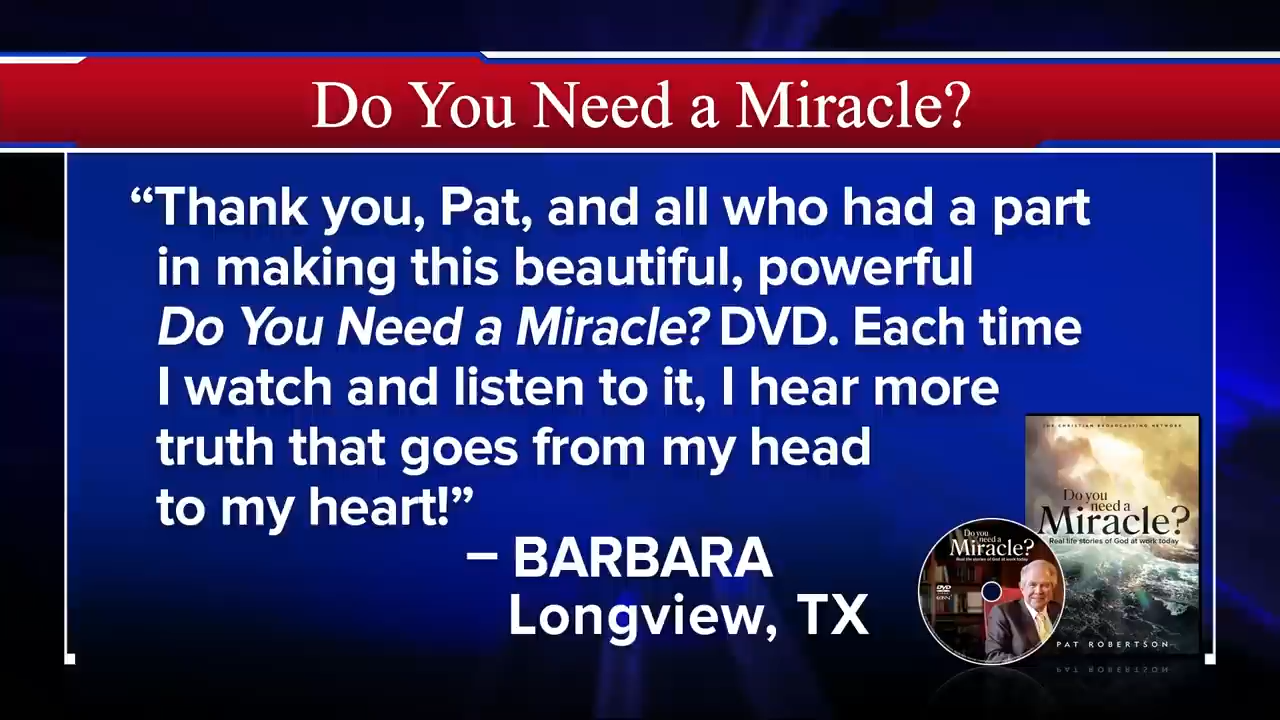 Do You Need a Miracle?
“Thank you, Pat, and all who had a part
in making this beautiful, powerful
Do You Need a Miracle? DVD. Each time
I watch and listen to it, I hear more
truth that goes from my head
to my heart!”
– BARBARA
Longview, TX
THE CHRISTIAN BROADCASTING NETWORK
Do you
need a
Miracle?
Real life stories of God at work today
PAT ROBERTSON
Do you
need a
Miracle?
Real life stories of God at work today
DVD